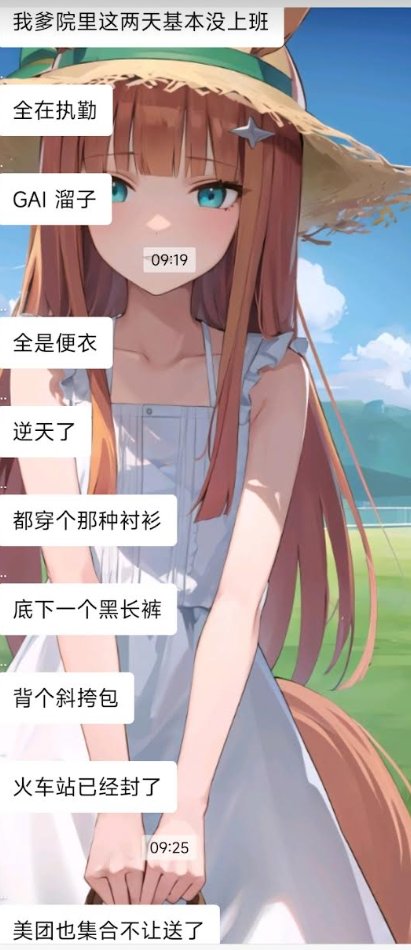 我爹院里这两天基本没上班
全在执勤
GAI 溜子
09:19
全是便衣
逆天了
都穿个那种衬衫
底下一个黑长裤
背个斜挎包
火车站已经封了
09:25
美团也集合不让送了